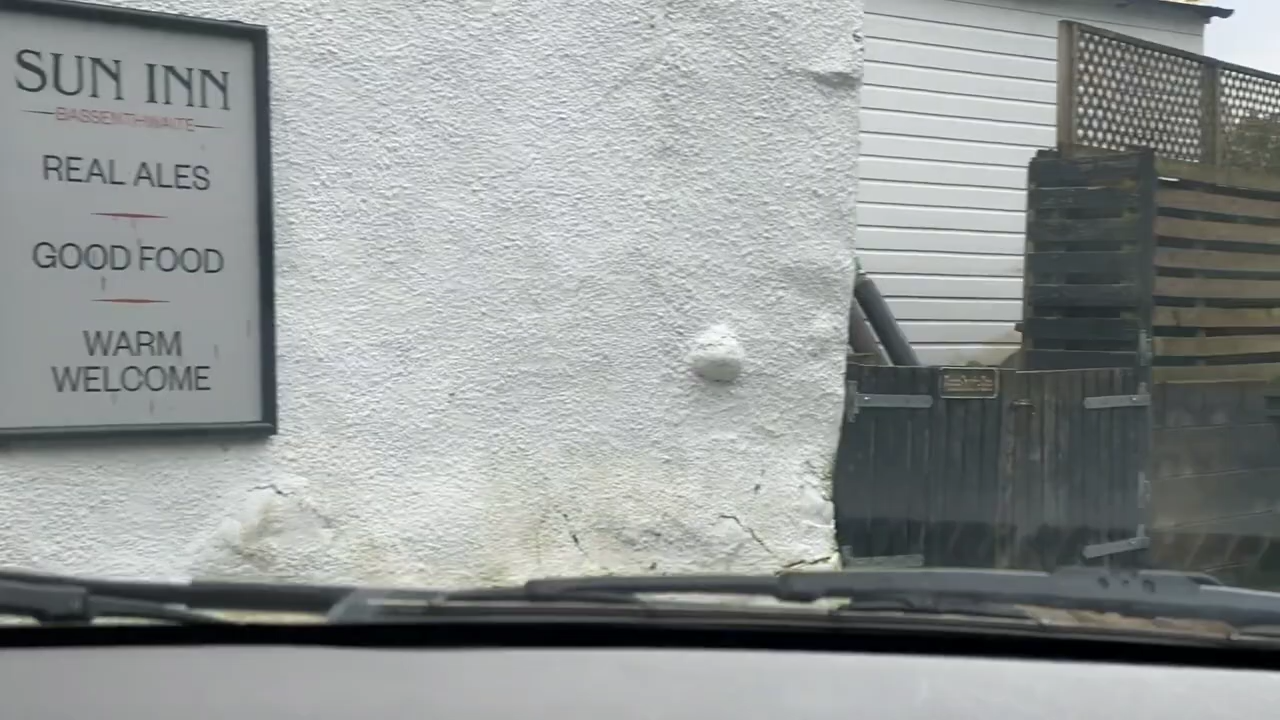 SUN INN
BASSENTHWAITE
REAL ALES
GOOD FOOD
WARM
WELCOME